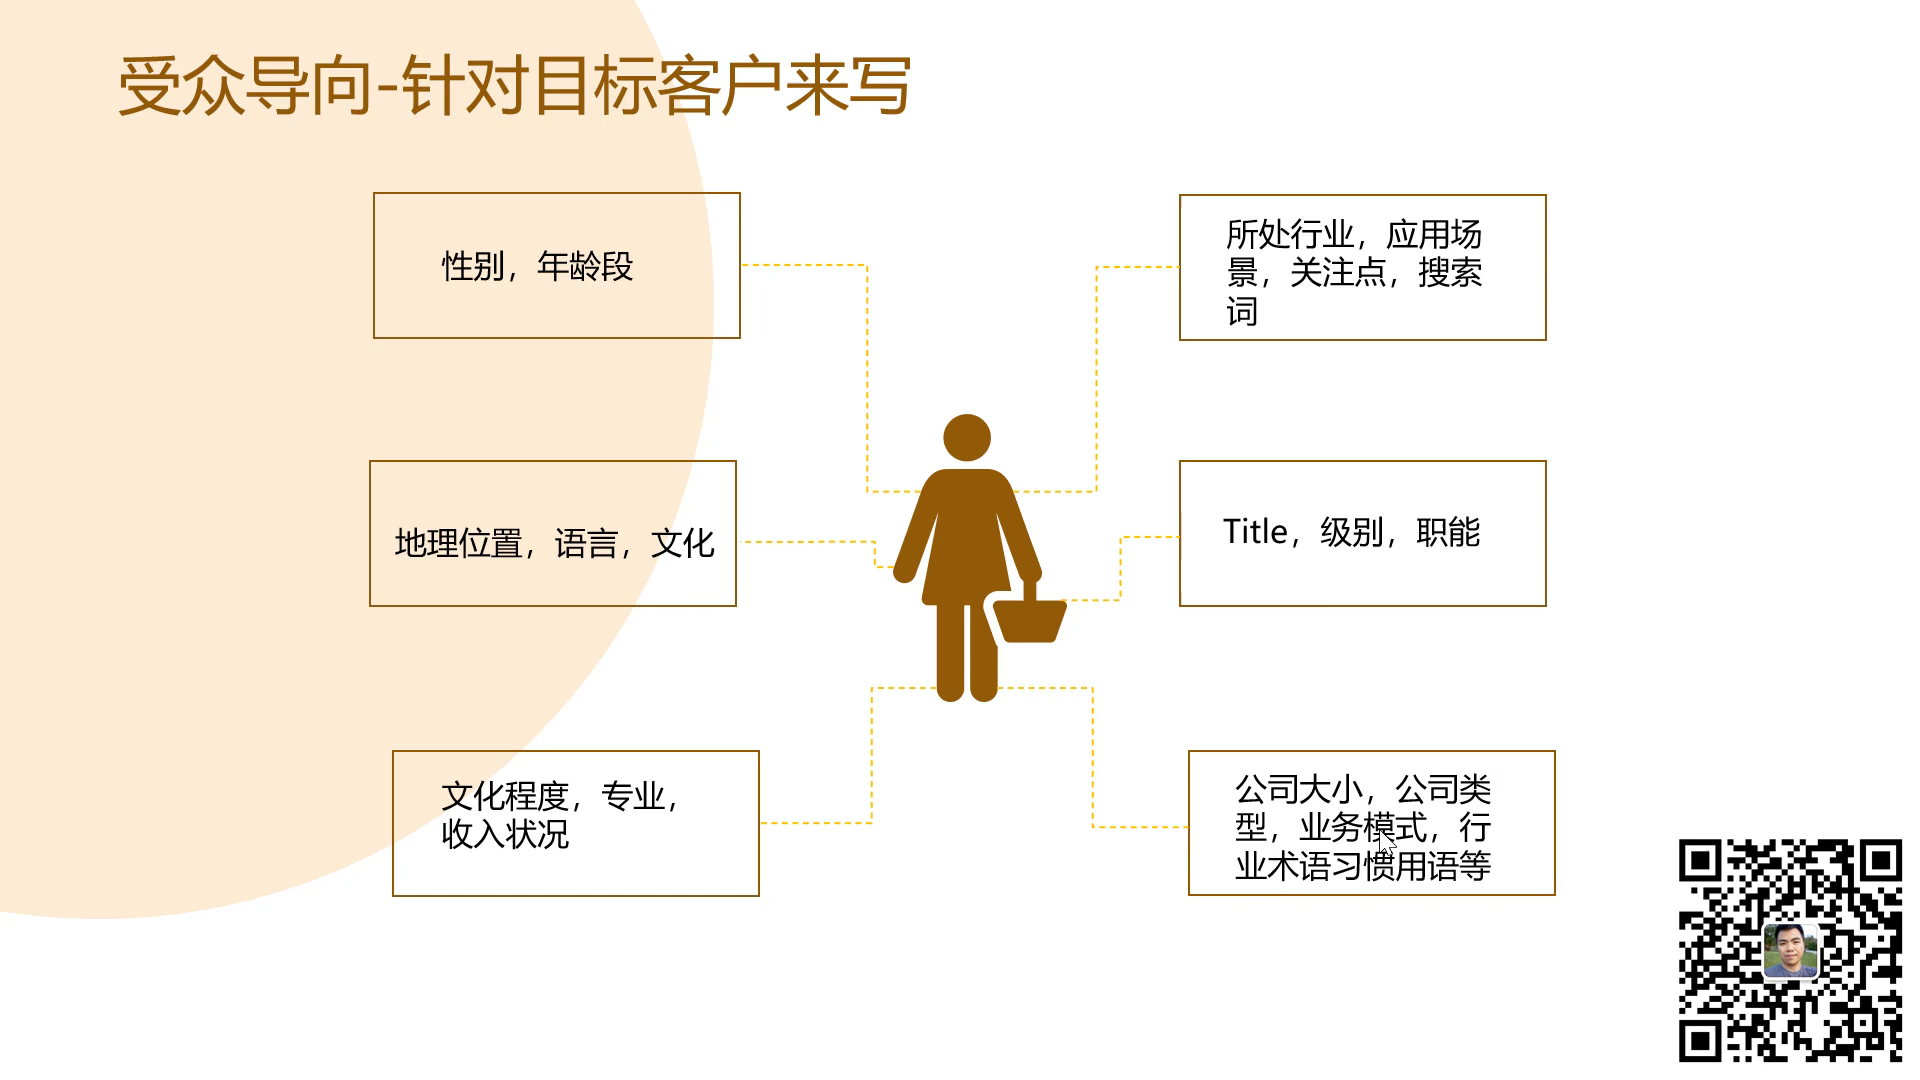 受众导向-针对目标客户来写
性别，年龄段
所处行业，应用场
景，关注点，搜索
词
地理位置，语言，文化
Title，级别，职能
文化程度，专业，
收入状况
公司大小，公司类
型，业务模式，行
业术语习惯用语等